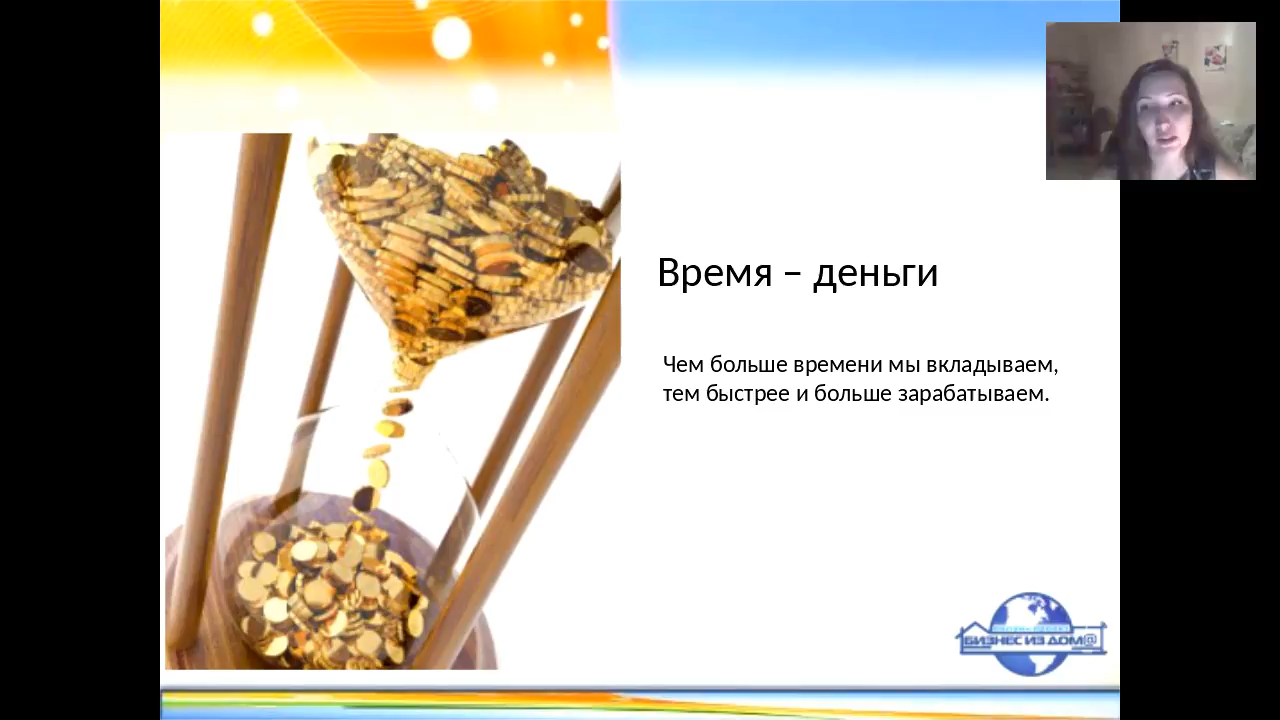 Время – деньги
Чем больше времени мы вкладываем,
тем быстрее и больше зарабатываем.
БИЗНЕС ИЗ ДОМ@